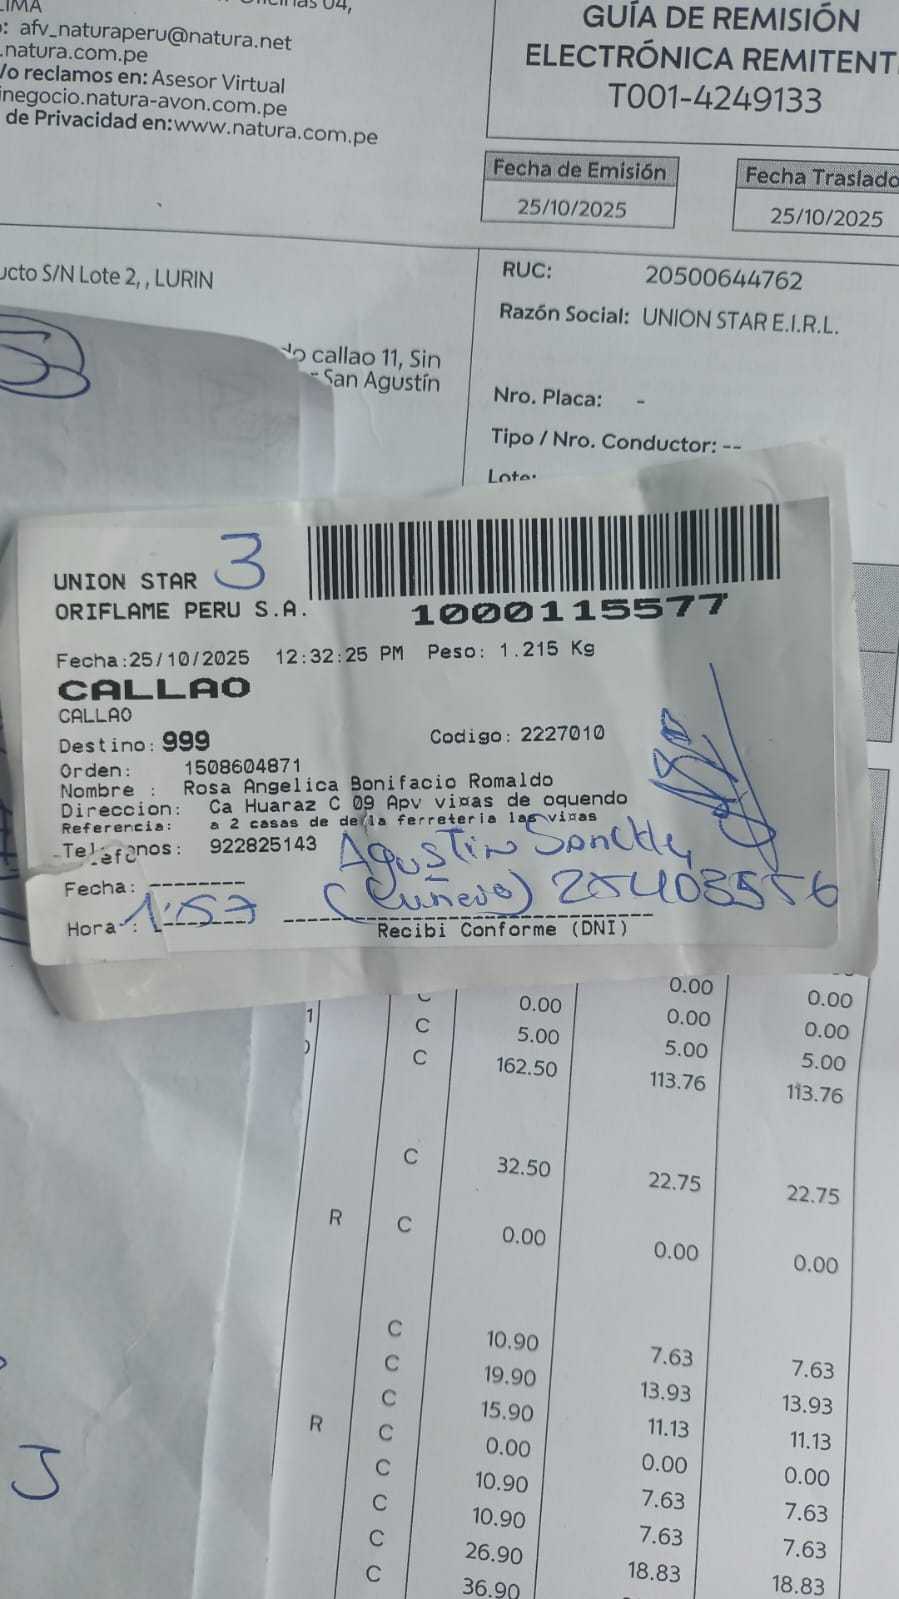 LIMA
afv_naturaperu@natura.net
.natura.com.pe
/o reclamos en: Asesor Virtual
inegocio.natura-avon.com.pe
de Privacidad en:www.natura.com.pe
GUÍA DE REMISIÓN
ELECTRÓNICA REMITENT
T001-4249133
Fecha de Emisión
25/10/2025
Fecha Traslado
25/10/2025
ucto S/N Lote 2, , LURIN
callao 11, Sin
San Agustín
RUC: 20500644762
Razón Social: UNION STAR E.I.R.L.
Nro. Placa: -
Tipo / Nro. Conductor: --
Lote:
UNION STAR 3
ORIFLAME PERU S.A.
1000115577
Fecha:25/10/2025 12:32:25 PM Peso: 1.215 Kg
CALLAO
CALLAO
Destino: 999 Codigo: 2227010
Orden: 1508604871
Nombre : Rosa Angelica Bonifacio Romaldo
Direccion: Ca Huaraz C 09 Apv vi¤as de oquendo
Referencia: a 2 casas de de la ferreteria las vi¤as
Telefonos: 922825143
Agustin
25403556
Fecha: --------
Hora : 1:57
Recibi Conforme (DNI)
0.00 0.00
C 0.00 0.00 0.00
C 5.00 5.00 5.00
C 162.50 113.76 113.76
C 32.50 22.75 22.75
R C 0.00 0.00 0.00
C 10.90 7.63 7.63
C 19.90 13.93 13.93
C 15.90 11.13 11.13
R C 0.00 0.00 0.00
C 10.90 7.63 7.63
C 10.90 7.63 7.63
C 26.90 18.83 18.83
C 36.90